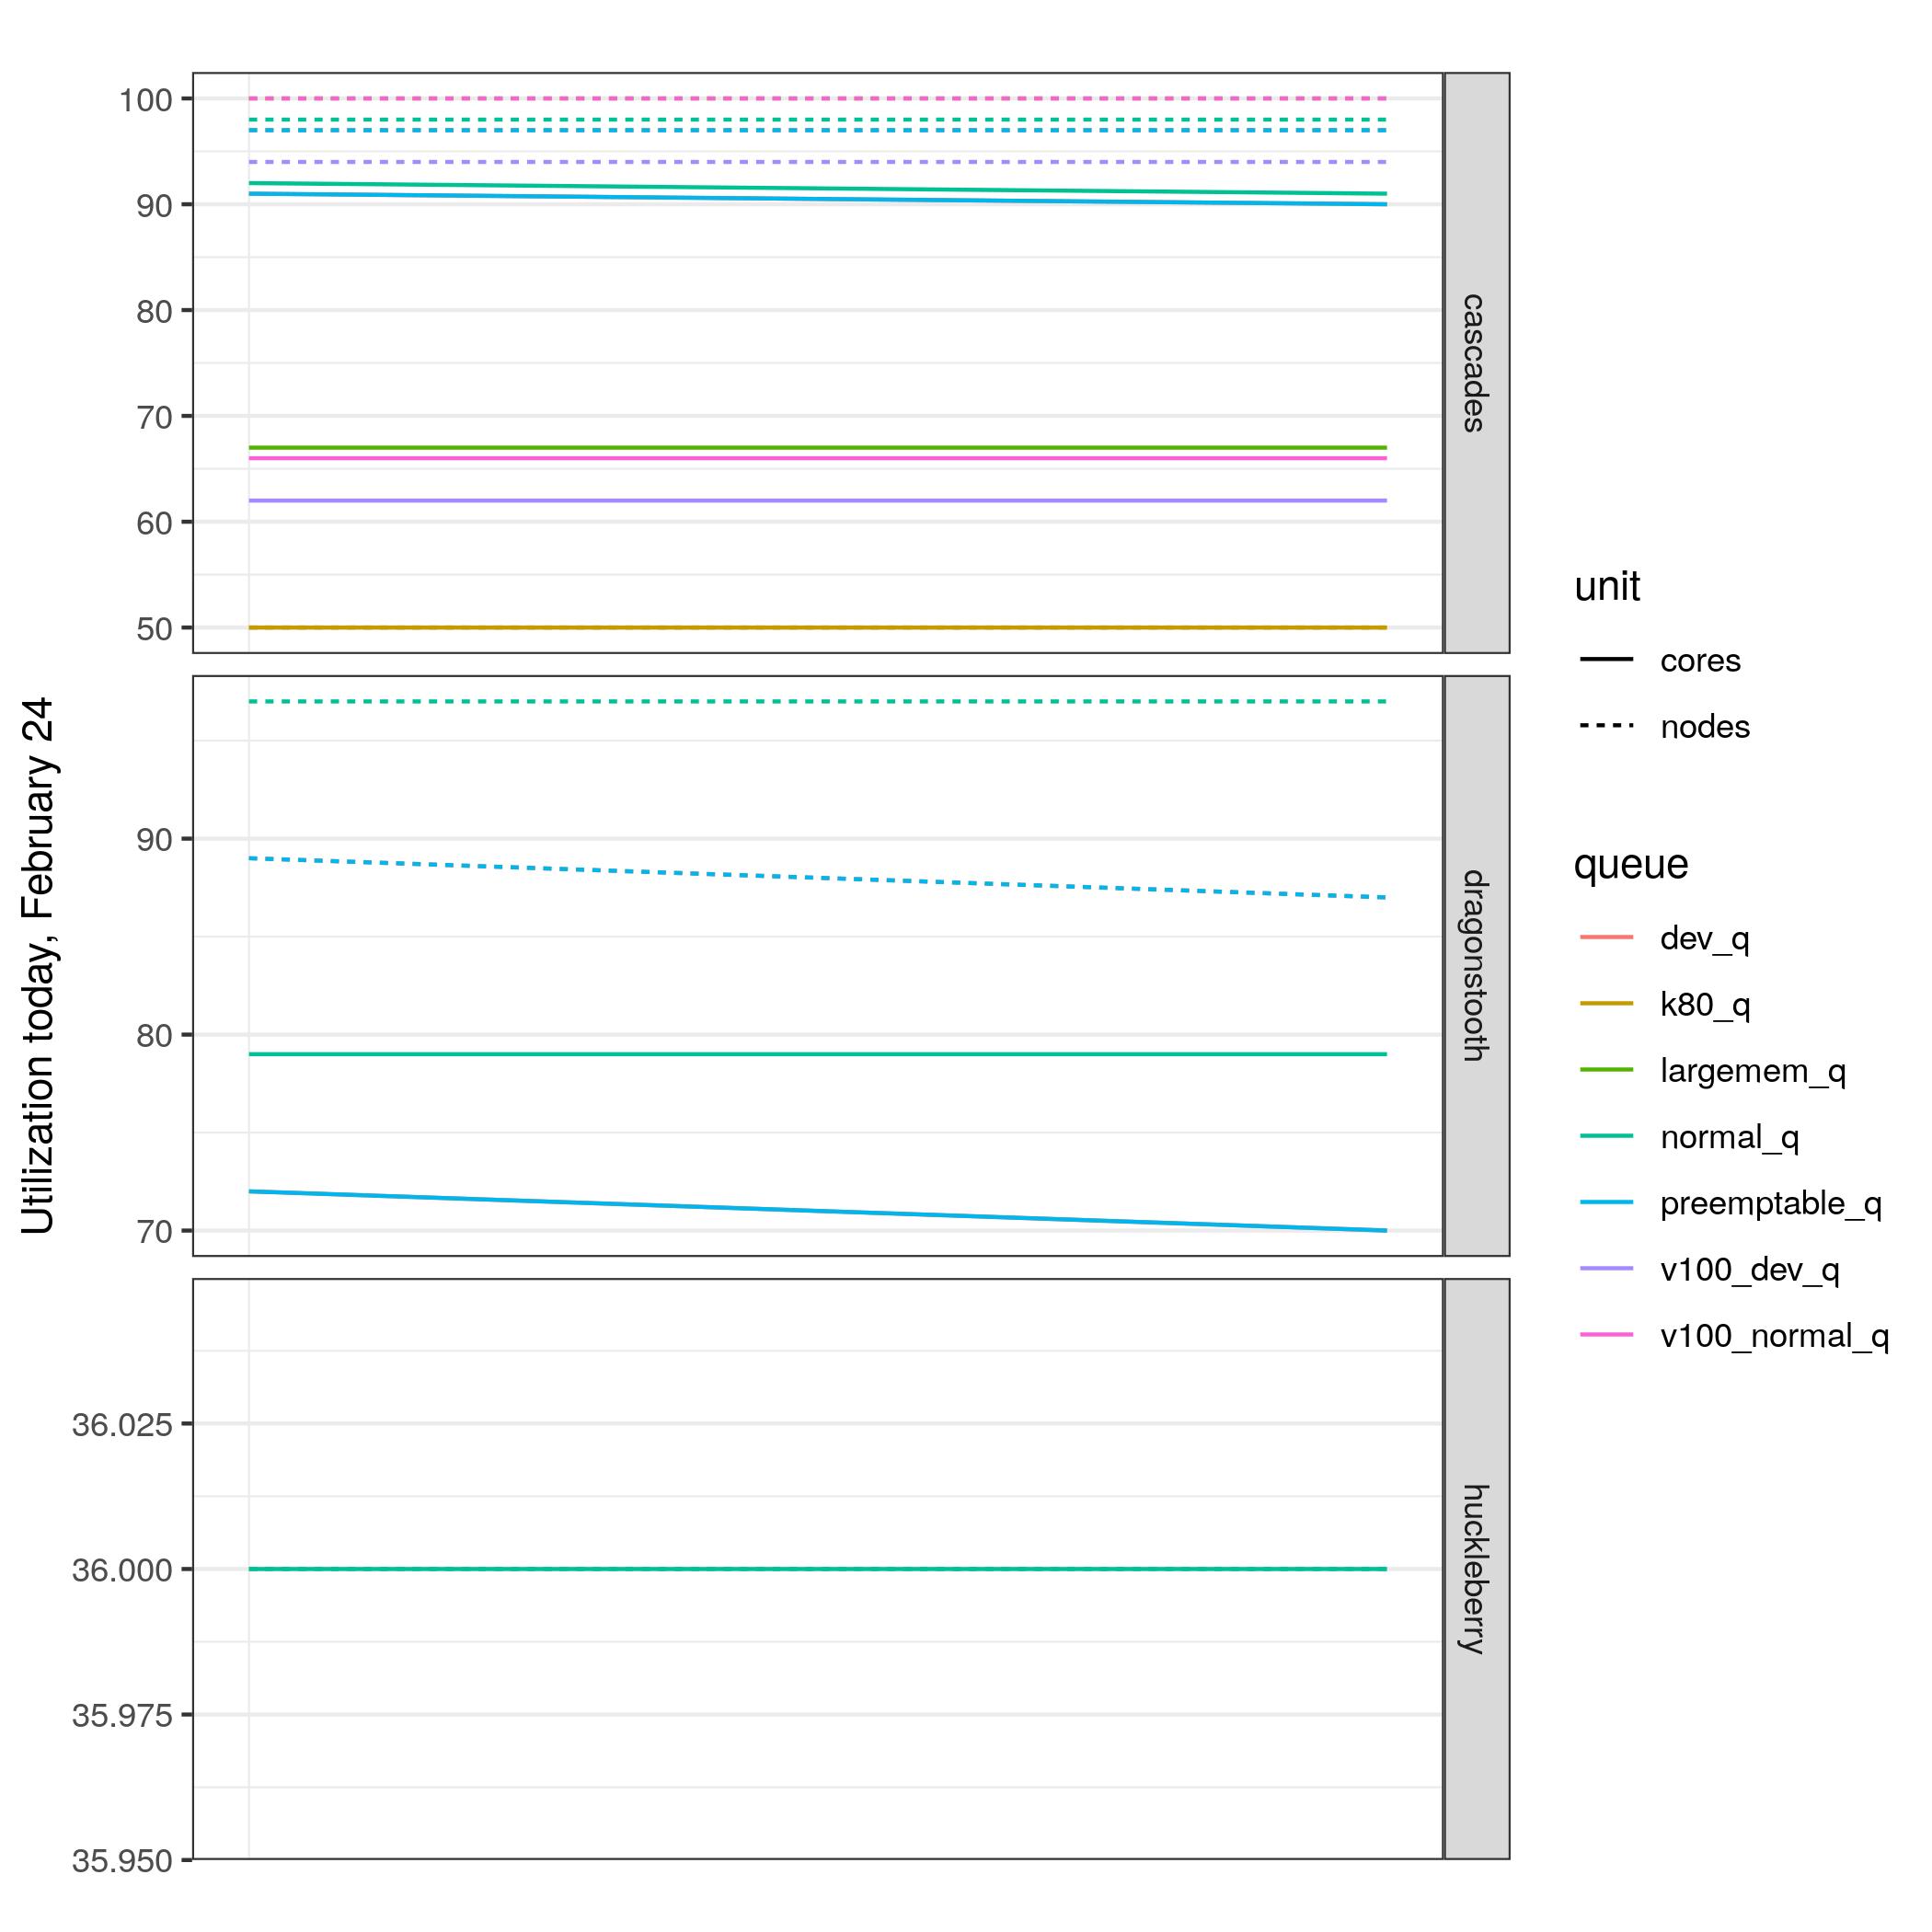 Utilization today, February 24
100
90
80
70
60
50
cascades
90
80
70
dragonstooth
36.025
36.000
35.975
35.950
huckleberry
unit
cores
nodes
queue
dev_q
k80_q
largemem_q
normal_q
preemptable_q
v100_dev_q
v100_normal_q